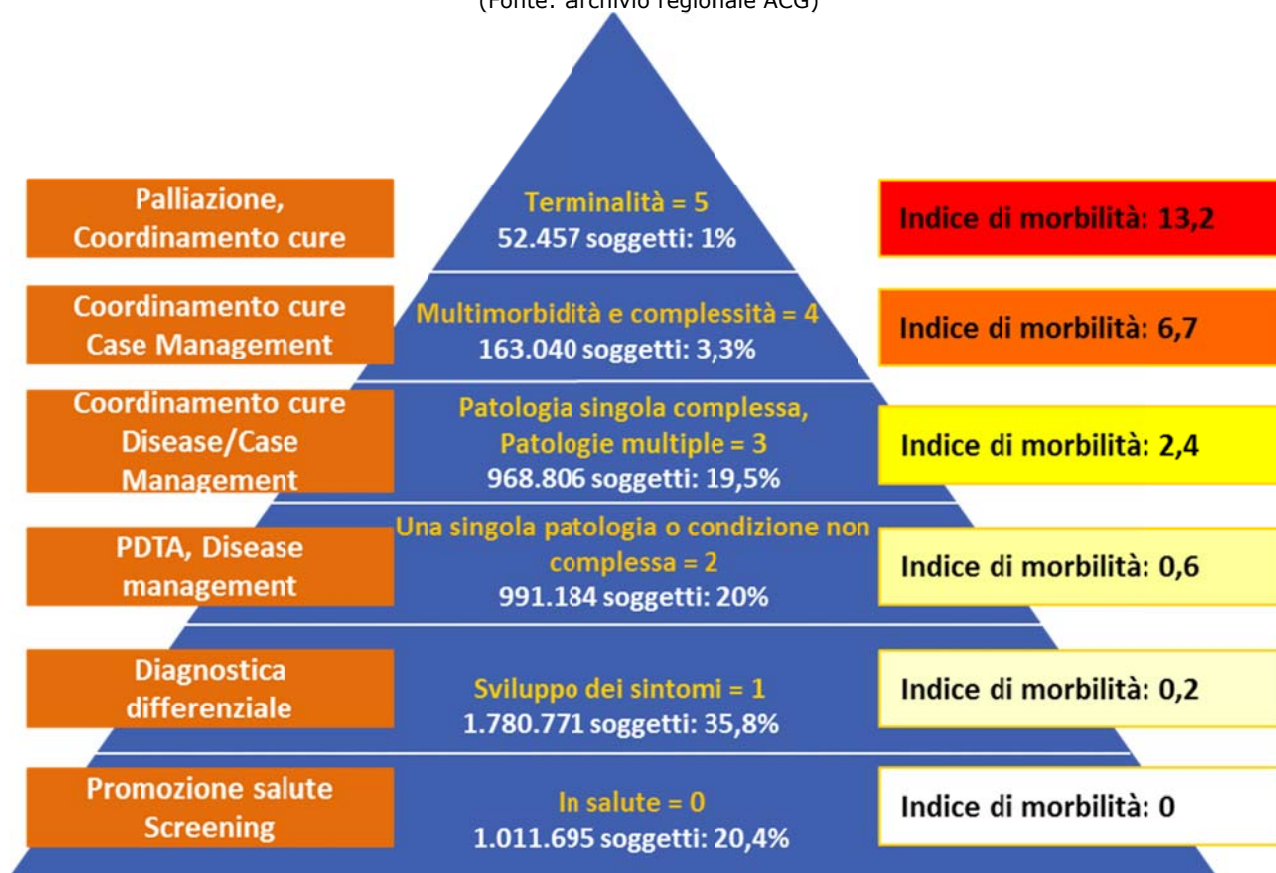 (Fonte: archivio regionale ACG)
Palliazione,
Coordinamento cure
Terminalità = 5
52.457 soggetti: 1%
Indice di morbilità: 13,2
Coordinamento cure
Case Management
Multimorbidità e complessità = 4
163.040 soggetti: 3,3%
Indice di morbilità: 6,7
Coordinamento cure
Disease/Case
Management
Patologia singola complessa,
Patologie multiple = 3
968.806 soggetti: 19,5%
Indice di morbilità: 2,4
PDTA, Disease
management
Una singola patologia o condizione non
complessa = 2
991.184 soggetti: 20%
Indice di morbilità: 0,6
Diagnostica
differenziale
Sviluppo dei sintomi = 1
1.780.771 soggetti: 35,8%
Indice di morbilità: 0,2
Promozione salute
Screening
In salute = 0
1.011.695 soggetti: 20,4%
Indice di morbilità: 0